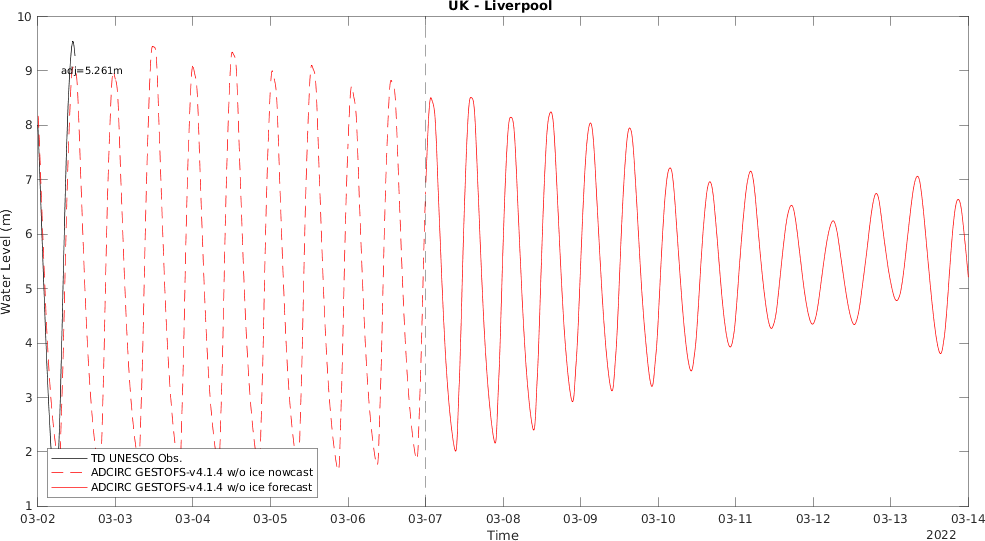 UK - Liverpool
10
9
8
7
6
5
4
3
2
1
Water Level (m)
adj=5.261m
TD UNESCO Obs.
ADCIRC GESTOFS-v4.1.4 w/o ice nowcast
ADCIRC GESTOFS-v4.1.4 w/o ice forecast
03-02 03-03 03-04 03-05 03-06 03-07 03-08 03-09 03-10 03-11 03-12 03-13 03-14
Time
2022